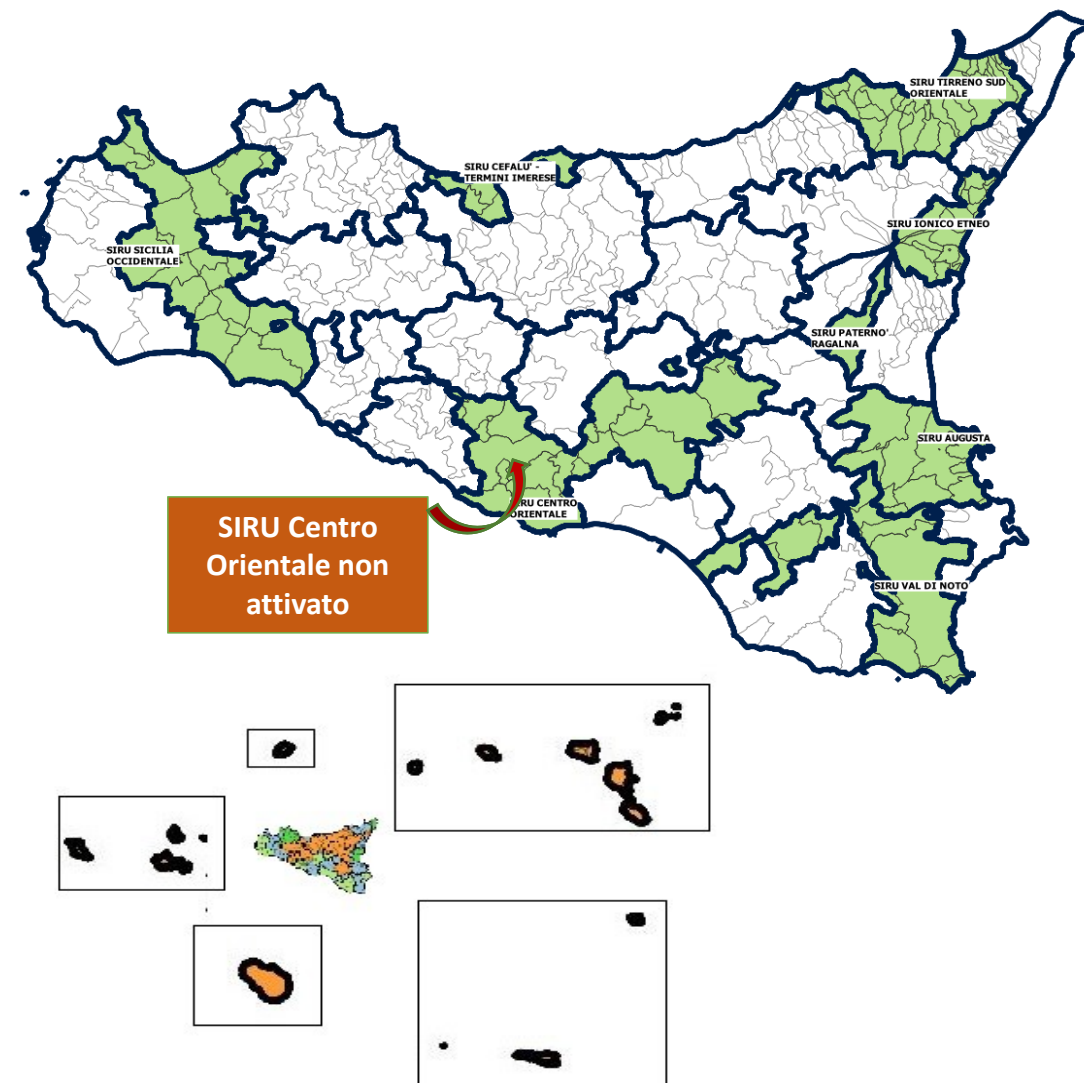 SIRU TIRRENO SUD
ORIENTALE
SIRU CEFALU' -
TERMINI IMERESE
SIRU IONICO ETNEO
SIRU SICILIA
OCCIDENTALE
SIRU PATERNO'
RAGALNA
SIRU AUGUSTA
SIRU CENTRO
ORIENTALE
SIRU Centro
Orientale non
attivato
SIRU VAL DI NOTO